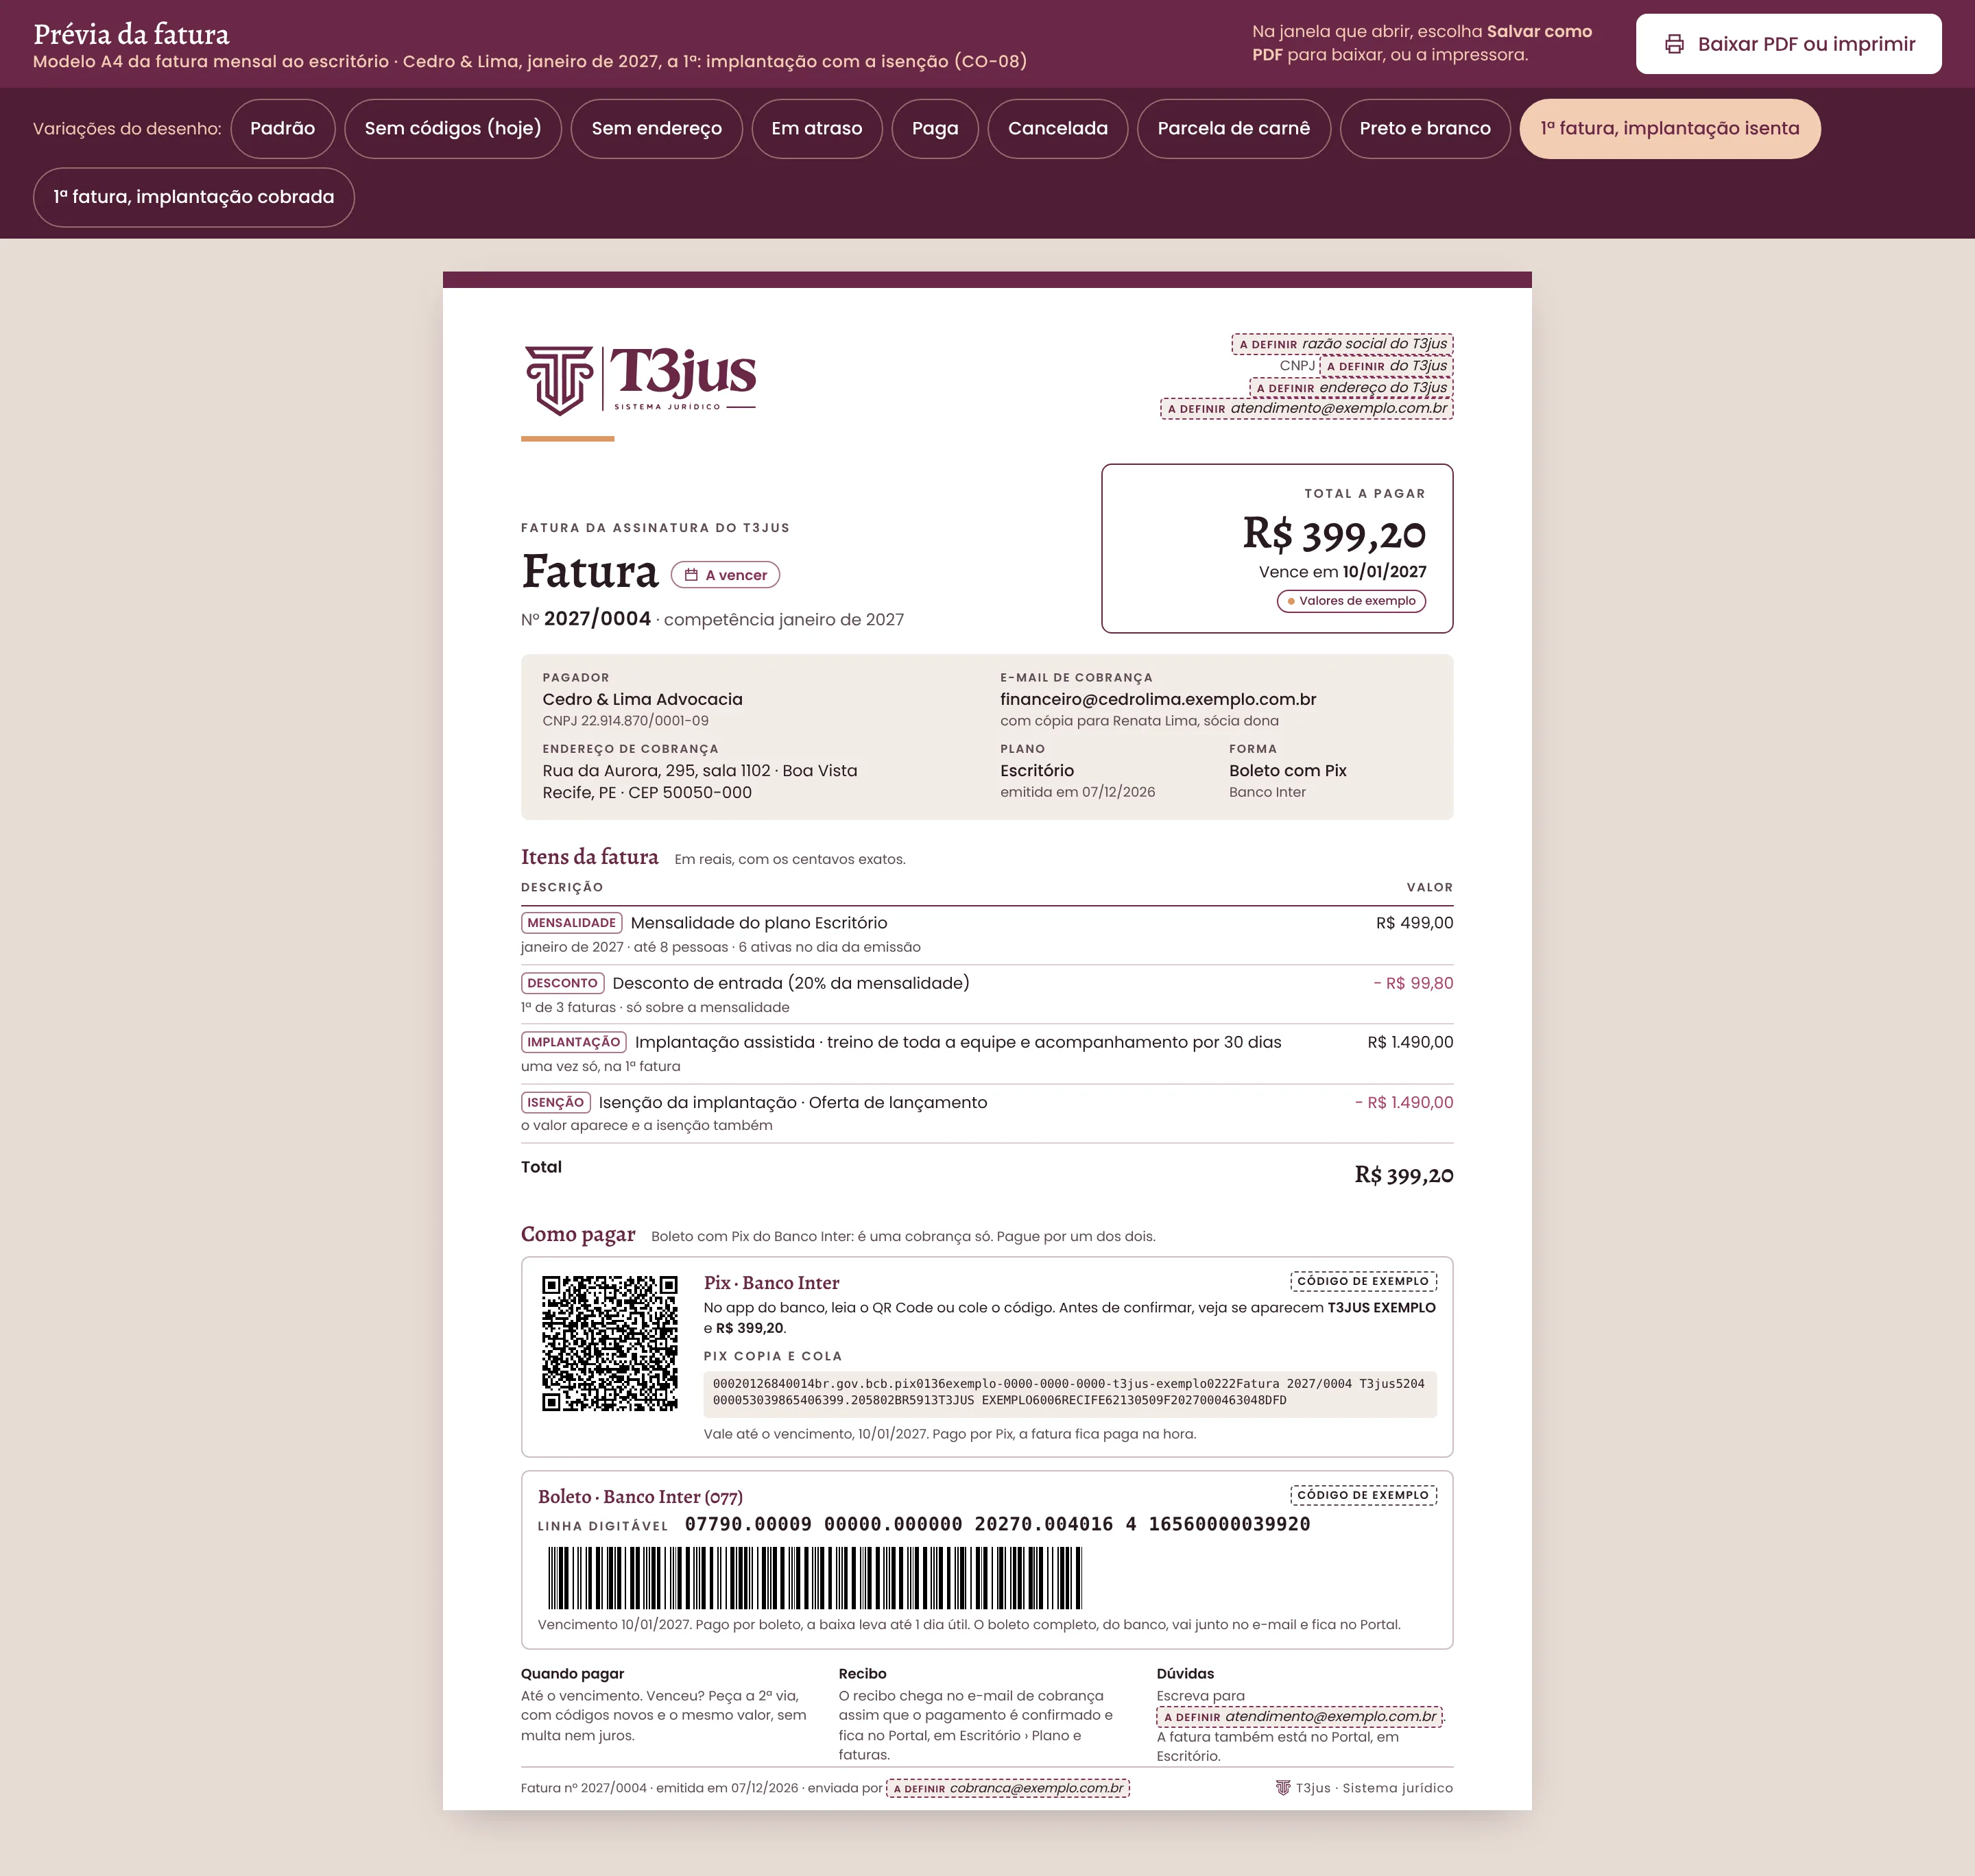 Prévia da fatura
Modelo A4 da fatura mensal ao escritório · Cedro & Lima, janeiro de 2027, a 1ª: implantação com a isenção (CO-08)
Na janela que abrir, escolha Salvar como
PDF para baixar, ou a impressora.
Baixar PDF ou imprimir
Variações do desenho:
Padrão
Sem códigos (hoje)
Sem endereço
Em atraso
Paga
Cancelada
Parcela de carnê
Preto e branco
1ª fatura, implantação isenta
1ª fatura, implantação cobrada
T3jus
SISTEMA JURÍDICO
A DEFINIR razão social do T3jus
CNPJ A DEFINIR do T3jus
A DEFINIR endereço do T3jus
A DEFINIR atendimento@exemplo.com.br
FATURA DA ASSINATURA DO T3JUS
Fatura
A vencer
Nº 2027/0004 · competência janeiro de 2027
TOTAL A PAGAR
R$ 399,20
Vence em 10/01/2027
Valores de exemplo
PAGADOR
Cedro & Lima Advocacia
CNPJ 22.914.870/0001-09
E-MAIL DE COBRANÇA
financeiro@cedrolima.exemplo.com.br
com cópia para Renata Lima, sócia dona
ENDEREÇO DE COBRANÇA
Rua da Aurora, 295, sala 1102 · Boa Vista
Recife, PE · CEP 50050-000
PLANO
Escritório
emitida em 07/12/2026
FORMA
Boleto com Pix
Banco Inter
Itens da fatura Em reais, com os centavos exatos.
DESCRIÇÃO VALOR
MENSALIDADE Mensalidade do plano Escritório R$ 499,00
janeiro de 2027 · até 8 pessoas · 6 ativas no dia da emissão
DESCONTO Desconto de entrada (20% da mensalidade) - R$ 99,80
1ª de 3 faturas · só sobre a mensalidade
IMPLANTAÇÃO Implantação assistida · treino de toda a equipe e acompanhamento por 30 dias R$ 1.490,00
uma vez só, na 1ª fatura
ISENÇÃO Isenção da implantação · Oferta de lançamento - R$ 1.490,00
o valor aparece e a isenção também
Total R$ 399,20
Como pagar Boleto com Pix do Banco Inter: é uma cobrança só. Pague por um dos dois.
Pix · Banco Inter
CÓDIGO DE EXEMPLO
No app do banco, leia o QR Code ou cole o código. Antes de confirmar, veja se aparecem T3JUS EXEMPLO
e R$ 399,20.
PIX COPIA E COLA
00020126840014br.gov.bcb.pix0136exemplo-0000-0000-0000-t3jus-exemplo0222Fatura 2027/0004 T3jus5204
000053039865406399.205802BR5913T3JUS EXEMPLO6006RECIFE62130509F2027000463048DFD
Vale até o vencimento, 10/01/2027. Pago por Pix, a fatura fica paga na hora.
Boleto · Banco Inter (077)
CÓDIGO DE EXEMPLO
LINHA DIGITÁVEL 07790.00009 00000.000000 20270.004016 4 16560000039920
Vencimento 10/01/2027. Pago por boleto, a baixa leva até 1 dia útil. O boleto completo, do banco, vai junto no e-mail e fica no Portal.
Quando pagar
Até o vencimento. Venceu? Peça a 2ª via,
com códigos novos e o mesmo valor, sem
multa nem juros.
Recibo
O recibo chega no e-mail de cobrança
assim que o pagamento é confirmado e
fica no Portal, em Escritório › Plano e
faturas.
Dúvidas
Escreva para
A DEFINIR atendimento@exemplo.com.br.
A fatura também está no Portal, em
Escritório.
Fatura nº 2027/0004 · emitida em 07/12/2026 · enviada por A DEFINIR cobranca@exemplo.com.br
T3jus · Sistema jurídico